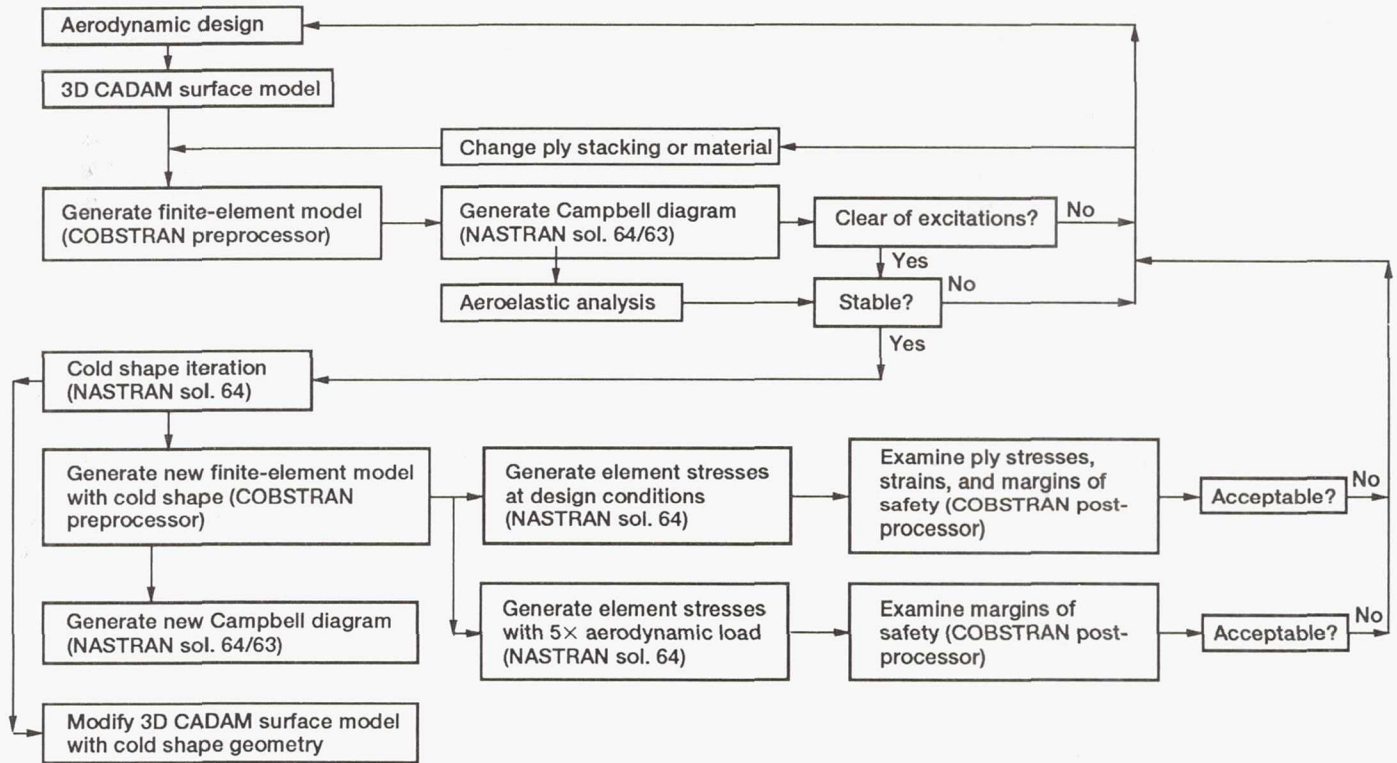 Aerodynamic design
3D CADAM surface model
Change ply stacking or material
Generate finite-element model
(COBSTRAN preprocessor)
Generate Campbell diagram
(NASTRAN sol. 64/63)
Clear of excitations?
No
Yes
Aeroelastic analysis
Stable?
No
Yes
Cold shape iteration
(NASTRAN sol. 64)
Generate new finite-element model
with cold shape (COBSTRAN
preprocessor)
Generate element stresses
at design conditions
(NASTRAN sol. 64)
Examine ply stresses,
strains, and margins of
safety (COBSTRAN post-
processor)
Acceptable?
No
Generate new Campbell diagram
(NASTRAN sol. 64/63)
Generate element stresses
with 5× aerodynamic load
(NASTRAN sol. 64)
Examine margins of
safety (COBSTRAN post-
processor)
Acceptable?
No
Modify 3D CADAM surface model
with cold shape geometry